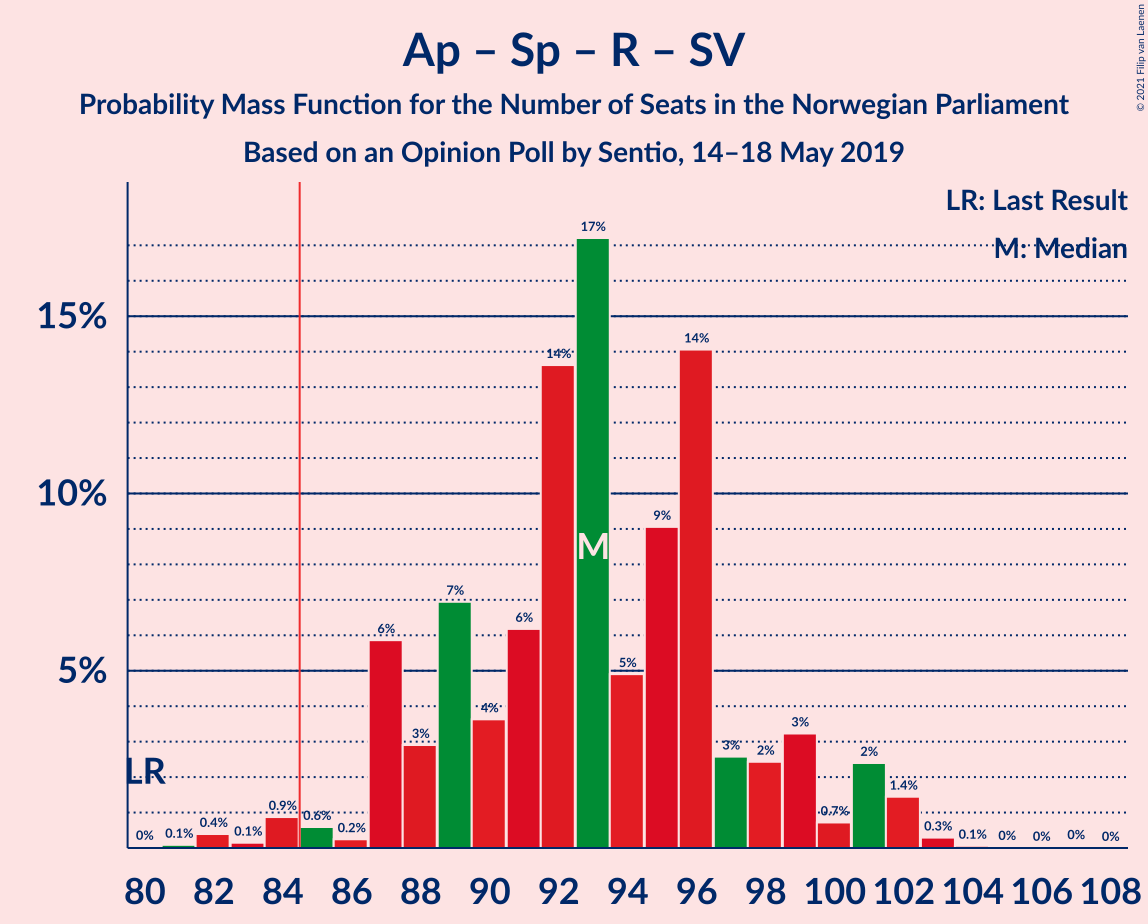 Ap – Sp – R – SV
Probability Mass Function for the Number of Seats in the Norwegian Parliament
Based on an Opinion Poll by Sentio, 14–18 May 2019
© 2021 Filip van Laenen
LR: Last Result
M: Median
15%
10%
5%
LR
M
0% 0.1% 0.4% 0.1% 0.9% 0.6% 0.2% 6% 3% 7% 4% 6% 14% 17% 5% 9% 14% 3% 2% 3% 0.7% 2% 1.4% 0.3% 0.1% 0% 0% 0% 0%
80 82 84 86 88 90 92 94 96 98 100 102 104 106 108